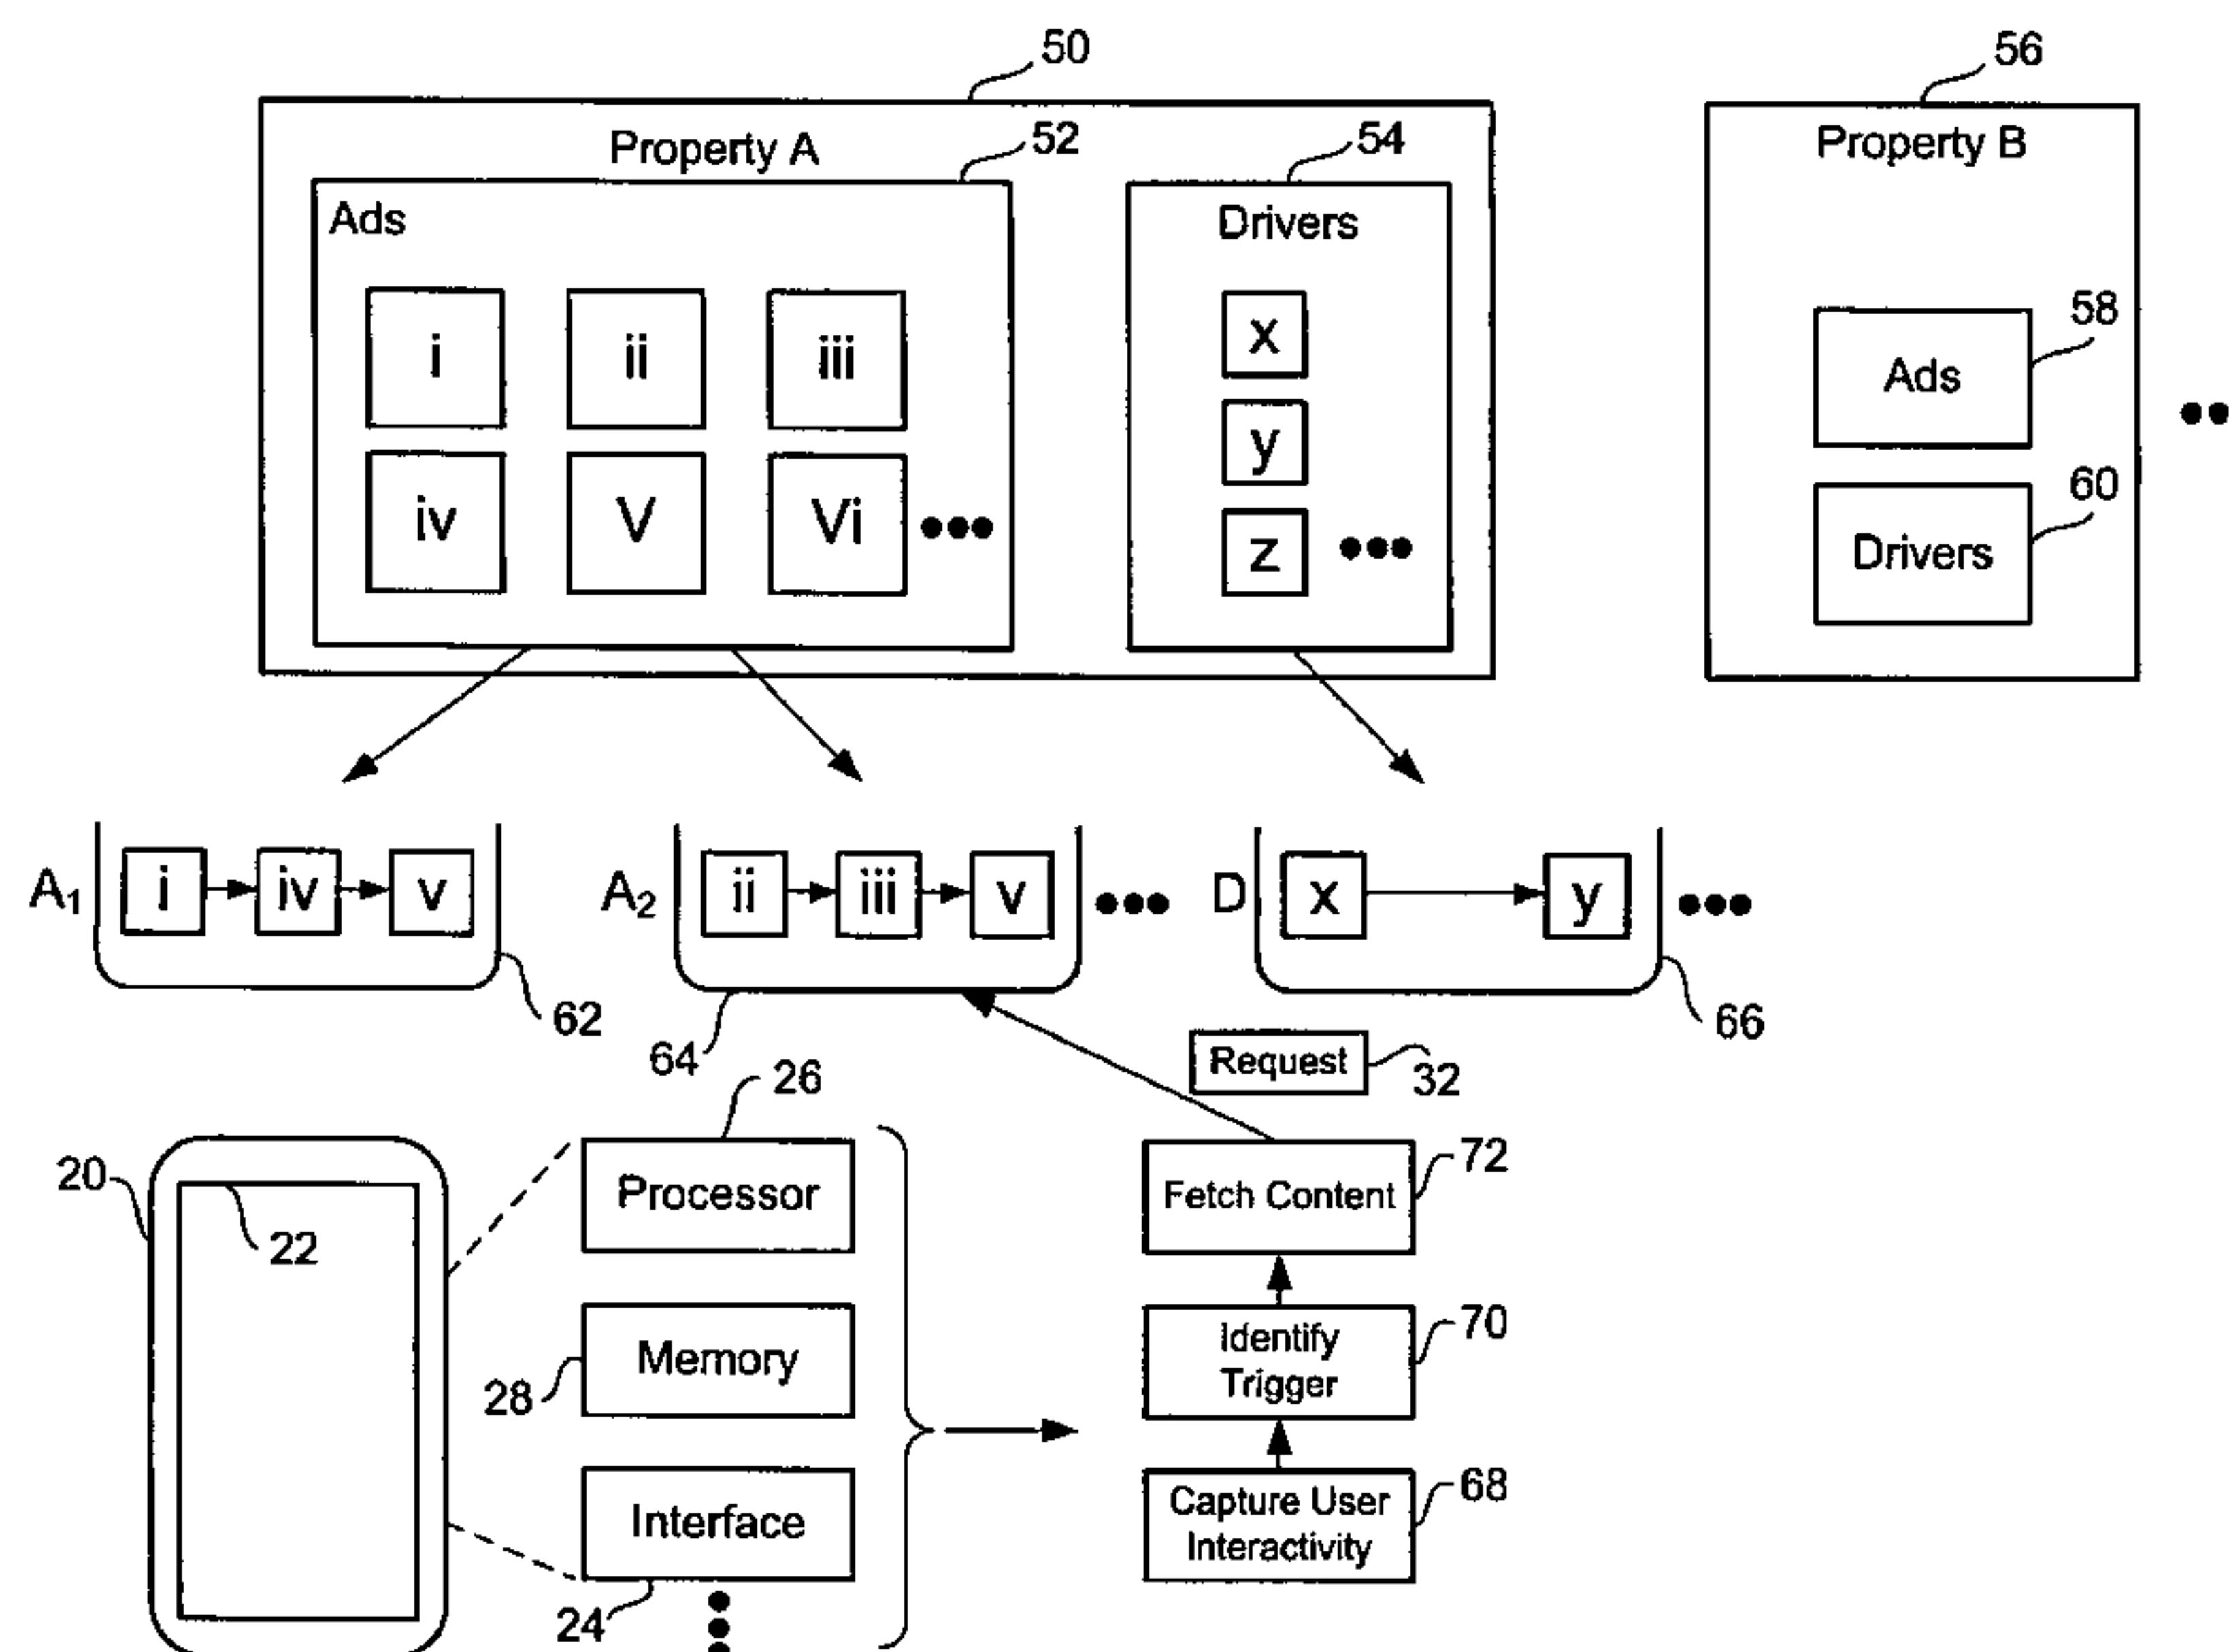 50
56
Property A
52
54
Property B
Ads
Drivers
i
ii
iii
x
58
Ads
y
iv
V
Vi
60
z
Drivers
A1
i
iv
v
A2
ii
iii
v
D
x
y
62
64
66
Request
32
26
20
22
Processor
72
Fetch Content
28
Memory
70
Identify
Trigger
24
Interface
68
Capture User
Interactivity